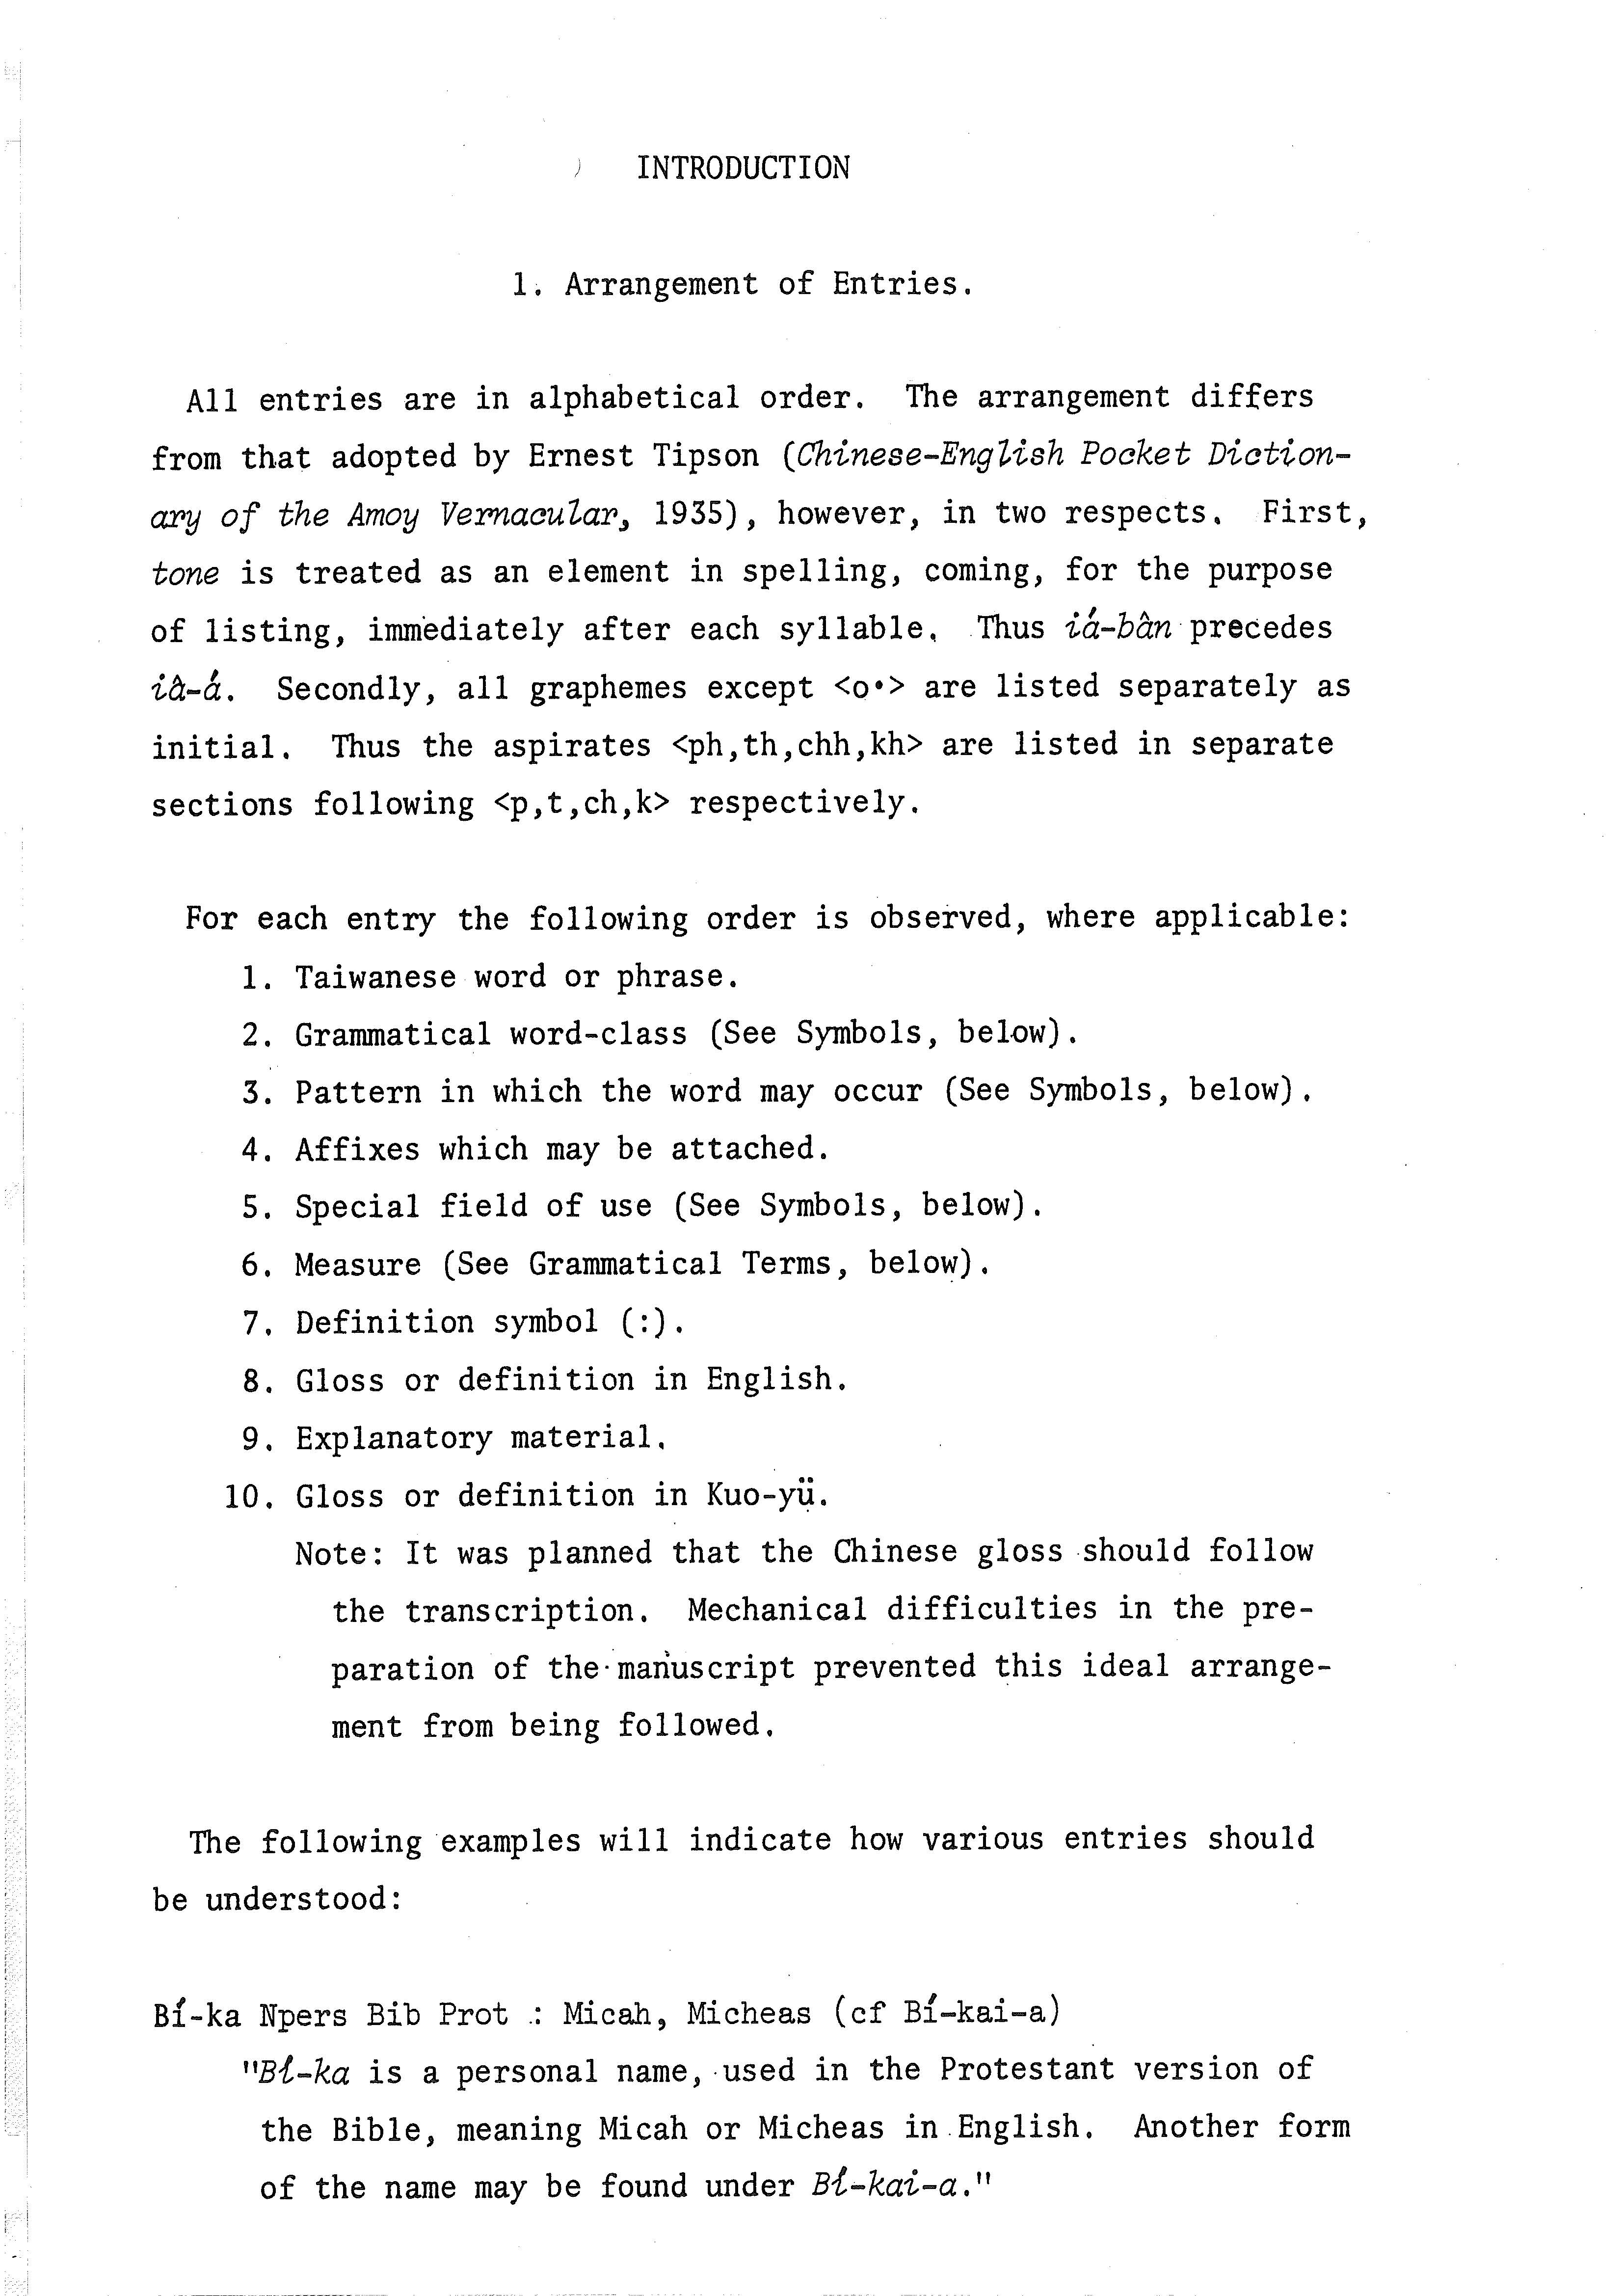 INTRODUCTION
1. Arrangement of Entries.
All entries are in alphabetical order. The arrangement differs
from that adopted by Ernest Tipson (Chinese-English Pocket Diction-
ary of the Amoy Vernacular, 1935), however, in two respects. First,
tone is treated as an element in spelling, coming, for the purpose
of listing, immediately after each syllable. Thus iá-bân precedes
iâ-á. Secondly, all graphemes except <o•> are listed separately as
initial. Thus the aspirates <ph,th,chh,kh> are listed in separate
sections following <p,t,ch,k> respectively.
For each entry the following order is observed, where applicable:
1. Taiwanese word or phrase.
2. Grammatical word-class (See Symbols, below).
3. Pattern in which the word may occur (See Symbols, below).
4. Affixes which may be attached.
5. Special field of use (See Symbols, below).
6. Measure (See Grammatical Terms, below).
7. Definition symbol (:).
8. Gloss or definition in English.
9. Explanatory material.
10. Gloss or definition in Kuo-yü.
Note: It was planned that the Chinese gloss should follow
the transcription. Mechanical difficulties in the pre-
paration of the manuscript prevented this ideal arrange-
ment from being followed.
The following examples will indicate how various entries should
be understood:
Bí-ka Npers Bib Prot : Micah, Micheas (cf Bí-kai-a)
"Bí-ka is a personal name, used in the Protestant version of
the Bible, meaning Micah or Micheas in English. Another form
of the name may be found under Bí-kai-a."